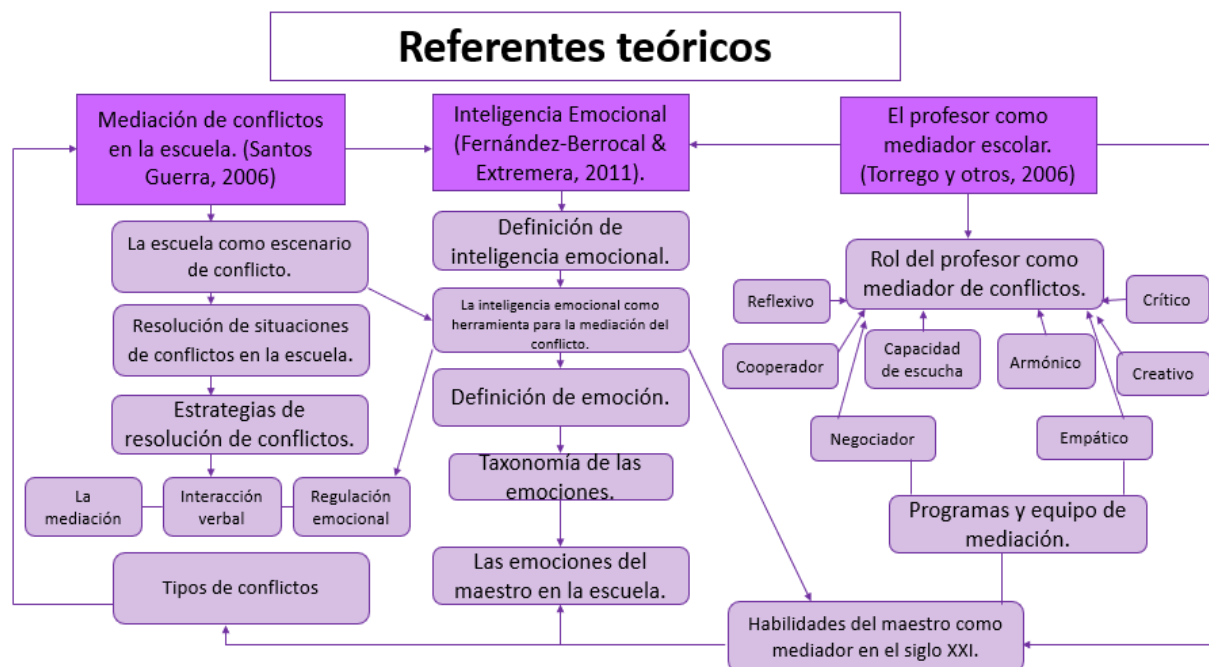 Referentes teóricos
Mediación de conflictos
en la escuela. (Santos
Guerra, 2006)
Inteligencia Emocional
(Fernández-Berrocal &
Extremera, 2011).
El profesor como
mediador escolar.
(Torrego y otros, 2006)
La escuela como escenario
de conflicto.
Resolución de situaciones
de conflictos en la escuela.
Estrategias de
resolución de conflictos.
La
mediación
Interacción
verbal
Regulación
emocional
Tipos de conflictos
Definición de
inteligencia emocional.
La inteligencia emocional como
herramienta para la mediación del
conflicto.
Definición de emoción.
Taxonomía de las
emociones.
Las emociones del
maestro en la escuela.
Rol del profesor como
mediador de conflictos.
Reflexivo
Crítico
Cooperador
Capacidad
de escucha
Armónico
Creativo
Negociador
Empático
Programas y equipo de
mediación.
Habilidades del maestro como
mediador en el siglo XXI.